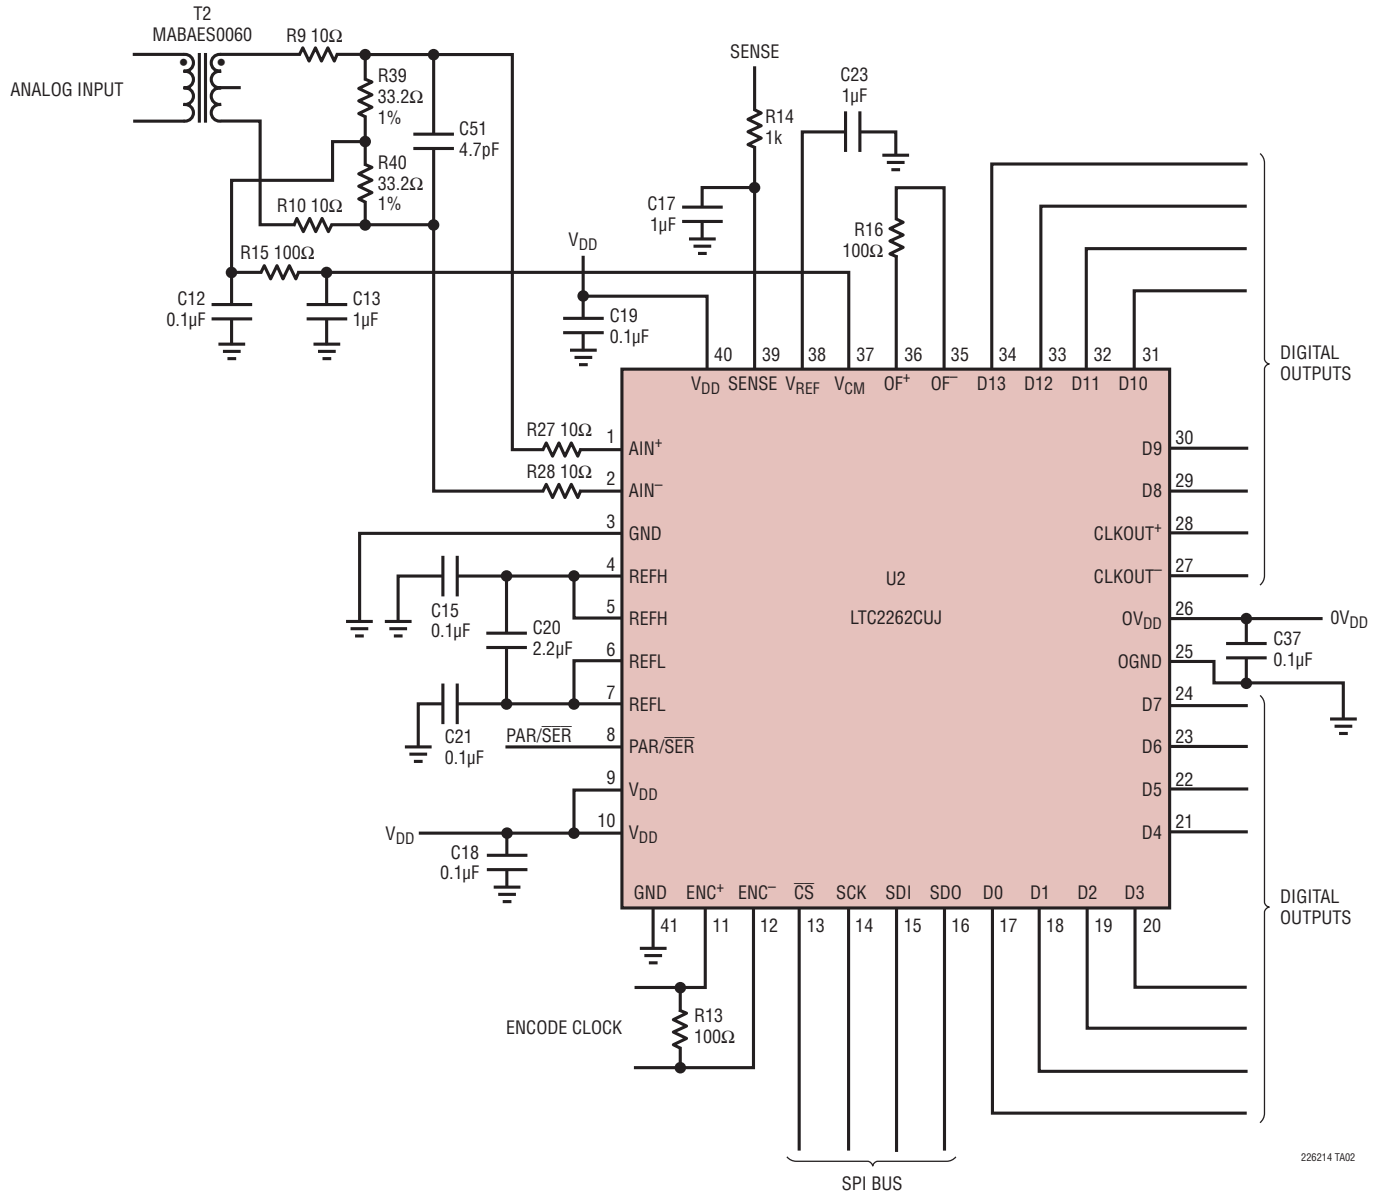 T2
MABAES0060
ANALOG INPUT
R9 10Ω
R39
33.2Ω
1%
C51
4.7pF
R40
33.2Ω
1%
R10 10Ω
R15 100Ω
C12
0.1µF
C13
1µF
SENSE
R14
1k
C17
1µF
C23
1µF
R16
100Ω
VDD
C19
0.1µF
40
39
38
37
36
35
34
33
32
31
VDD
SENSE
VREF
VCM
OF+
OF–
D13
D12
D11
D10
DIGITAL
OUTPUTS
R27 10Ω
1
AIN+
R28 10Ω
2
AIN–
3
GND
4
REFH
5
REFH
6
REFL
7
REFL
C15
0.1µF
C20
2.2µF
C21
0.1µF
PAR/S̅E̅R̅
8
PAR/S̅E̅R̅
9
VDD
10
VDD
VDD
C18
0.1µF
U2
LTC2262CUJ
D9
30
D8
29
CLKOUT+
28
CLKOUT–
27
OVDD
26
0VDD
OGND
25
C37
0.1µF
D7
24
D6
23
D5
22
D4
21
GND
ENC+
ENC–
C̅S̅
SCK
SDI
SDO
D0
D1
D2
D3
41
11
12
13
14
15
16
17
18
19
20
DIGITAL
OUTPUTS
ENCODE CLOCK
R13
100Ω
SPI BUS
226214 TA02